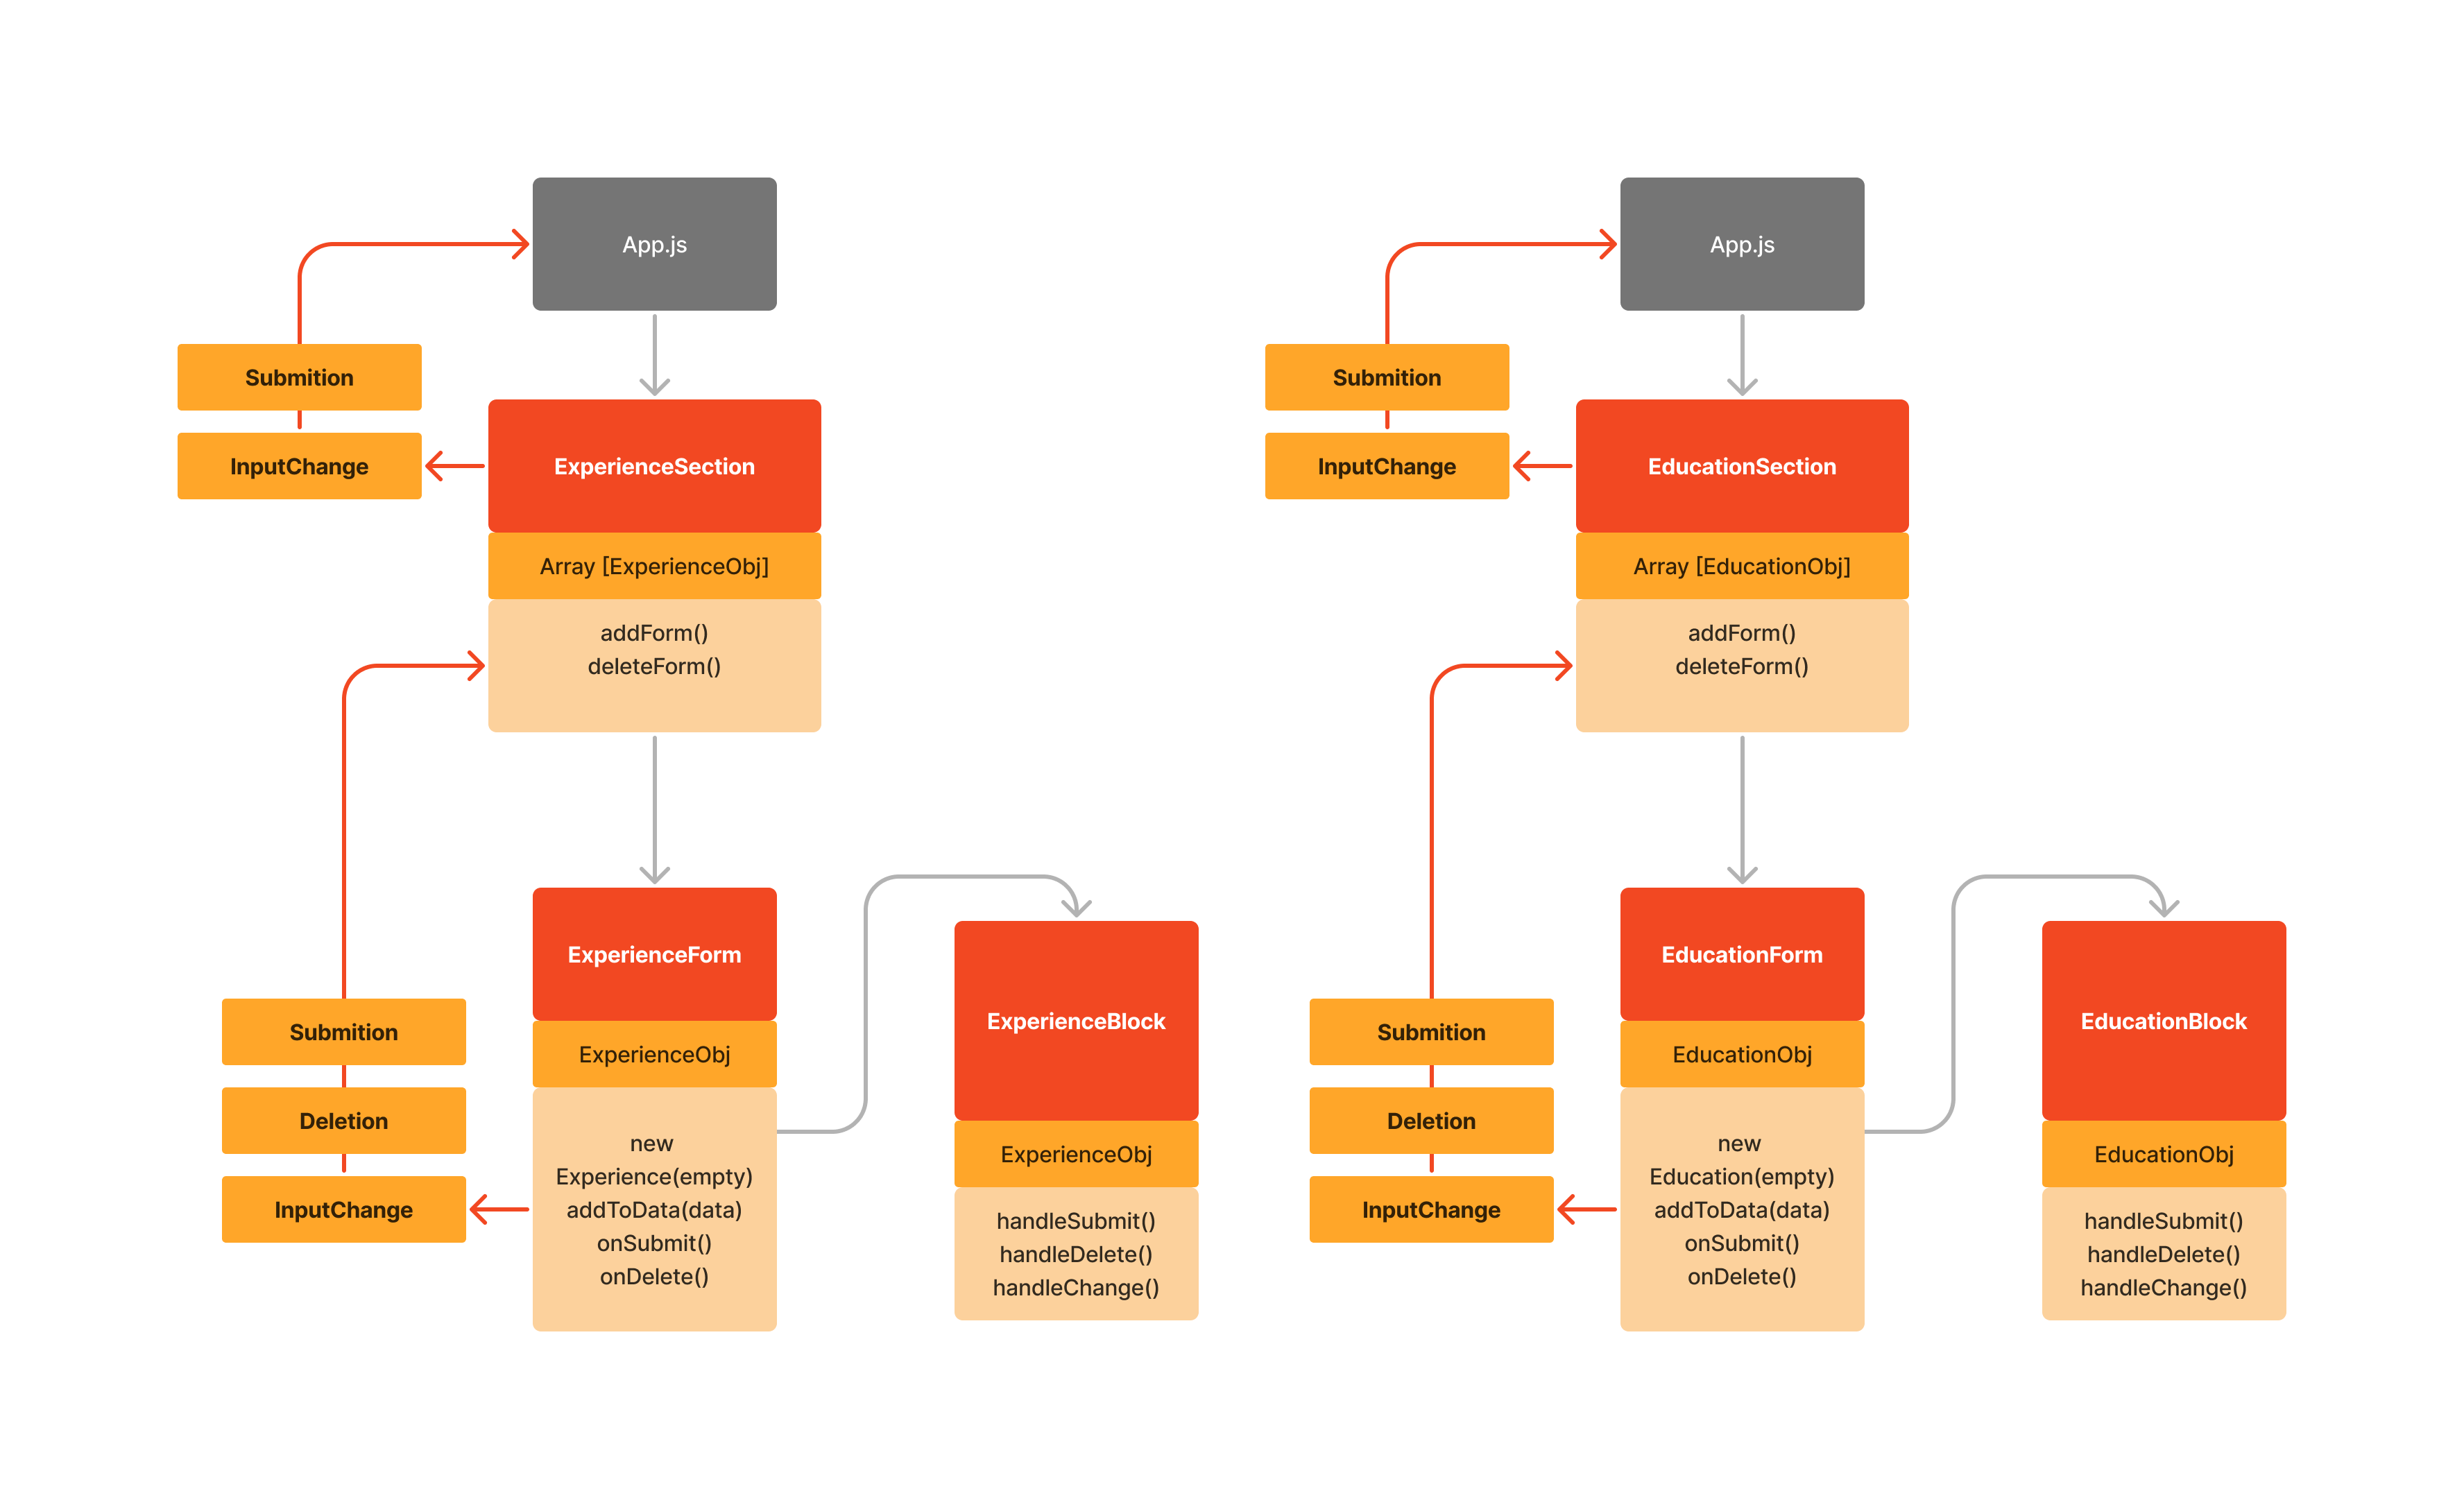 App.js
Submition
InputChange
ExperienceSection
Array [ExperienceObj]
addForm()
deleteForm()
ExperienceForm
ExperienceObj
new
Experience(empty)
addToData(data)
onSubmit()
onDelete()
Submition
Deletion
InputChange
ExperienceBlock
ExperienceObj
handleSubmit()
handleDelete()
handleChange()
App.js
Submition
InputChange
EducationSection
Array [EducationObj]
addForm()
deleteForm()
EducationForm
EducationObj
new
Education(empty)
addToData(data)
onSubmit()
onDelete()
Submition
Deletion
InputChange
EducationBlock
EducationObj
handleSubmit()
handleDelete()
handleChange()